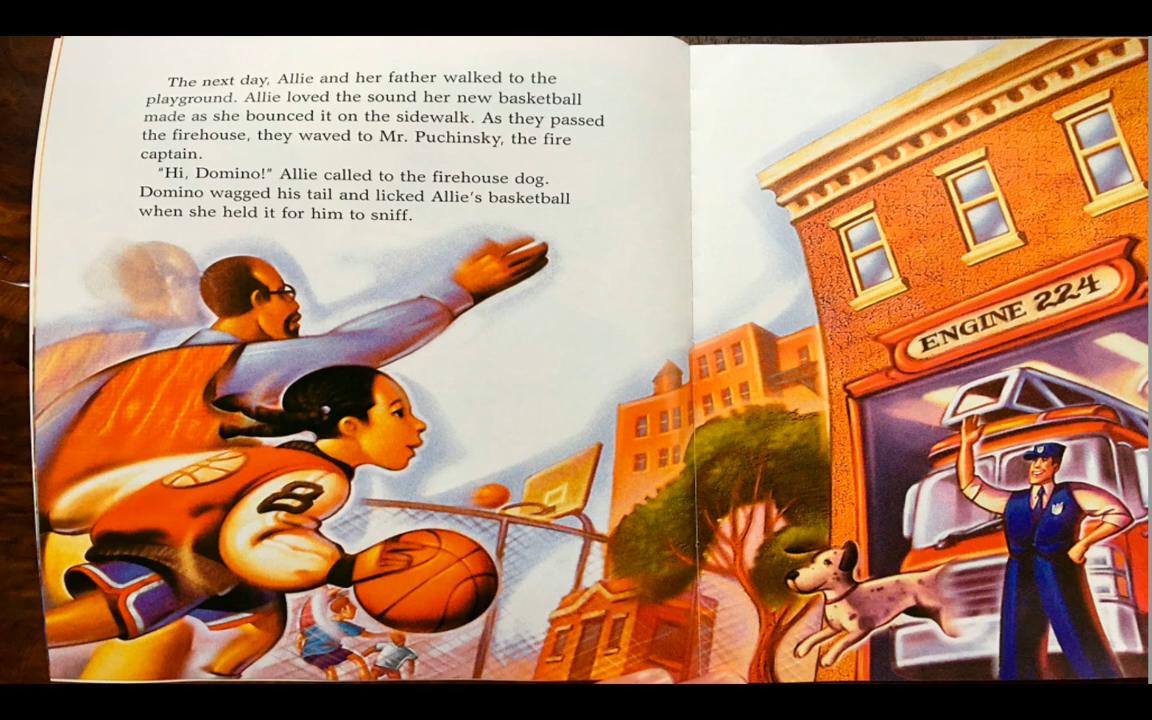 The next day, Allie and her father walked to the
playground. Allie loved the sound her new basketball
made as she bounced it on the sidewalk. As they passed
the firehouse, they waved to Mr. Puchinsky, the fire
captain.
"Hi, Domino!" Allie called to the firehouse dog.
Domino wagged his tail and licked Allie's basketball
when she held it for him to sniff.
ENGINE 224
8